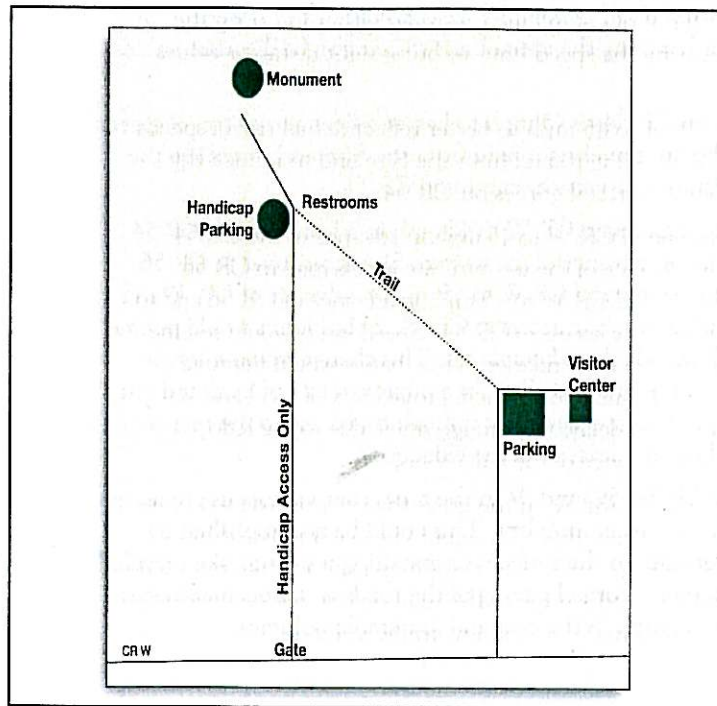 Monument
Restrooms
Handicap
Parking
Trail
Visitor
Center
Parking
Handicap Access Only
CR W
Gate